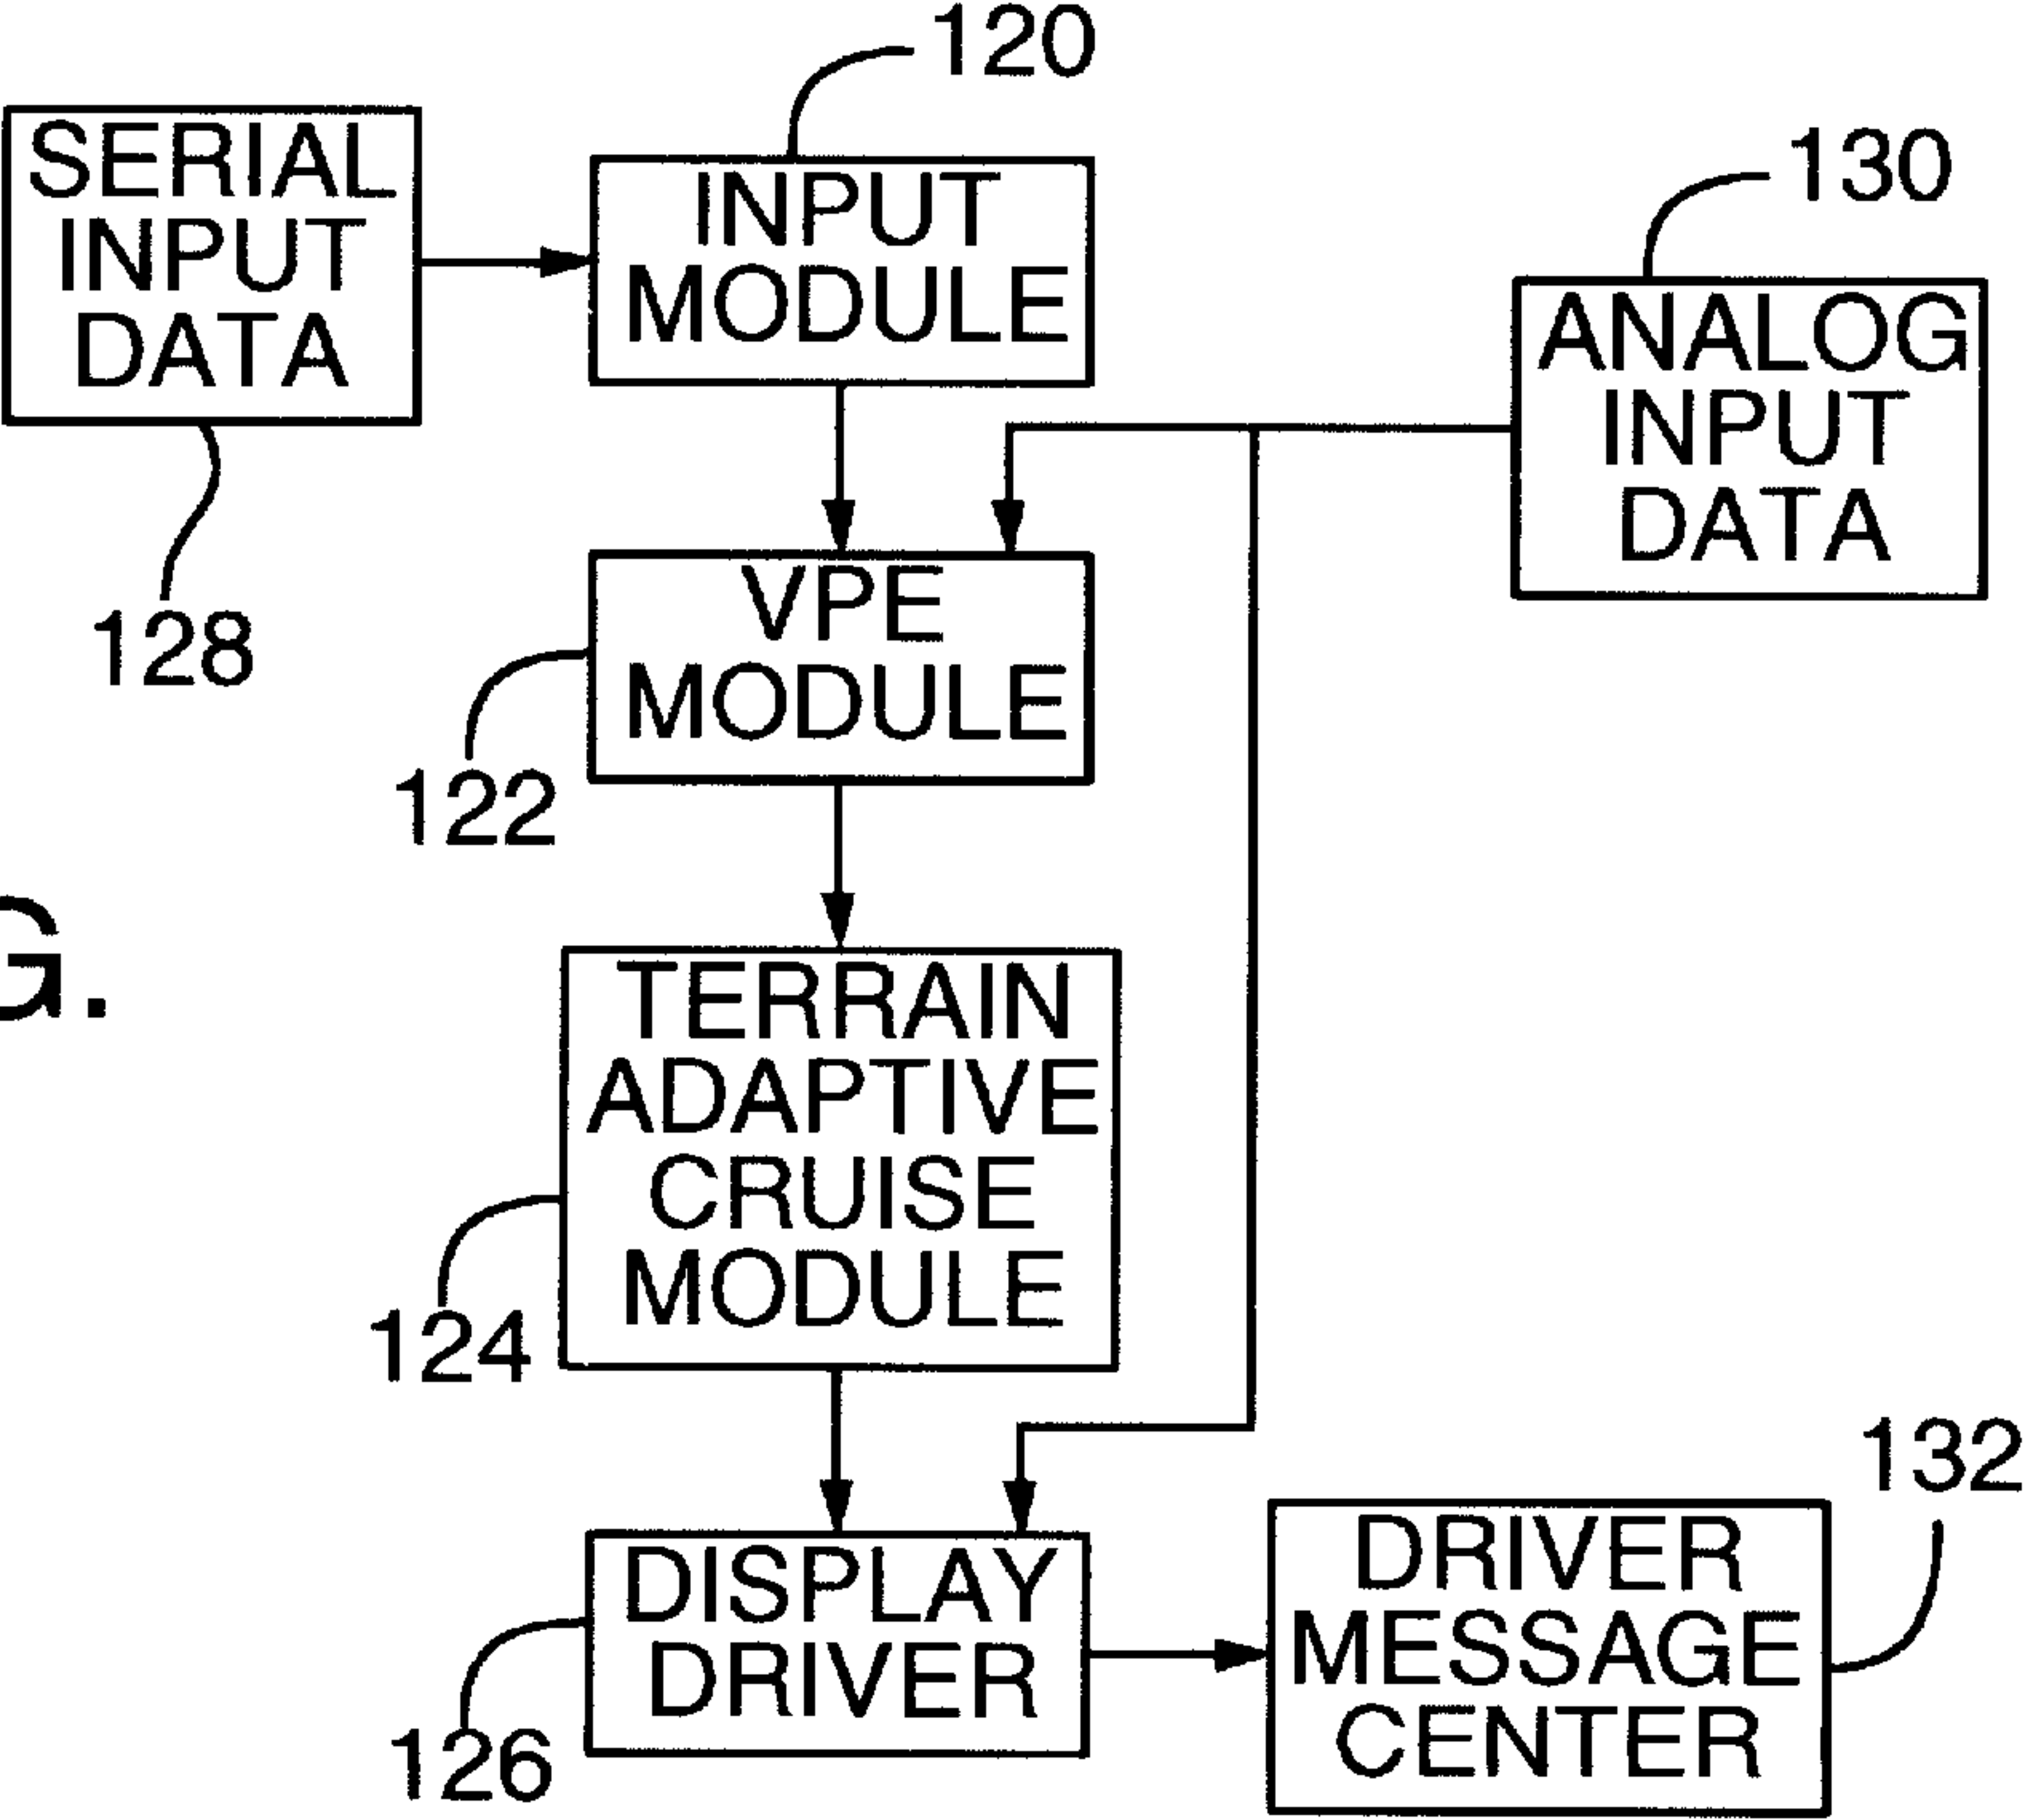 120
SERIAL
INPUT
DATA
INPUT
MODULE
130
ANALOG
INPUT
DATA
128
VPE
MODULE
122
G.
TERRAIN
ADAPTIVE
CRUISE
MODULE
124
132
DISPLAY
DRIVER
126
DRIVER
MESSAGE
CENTER